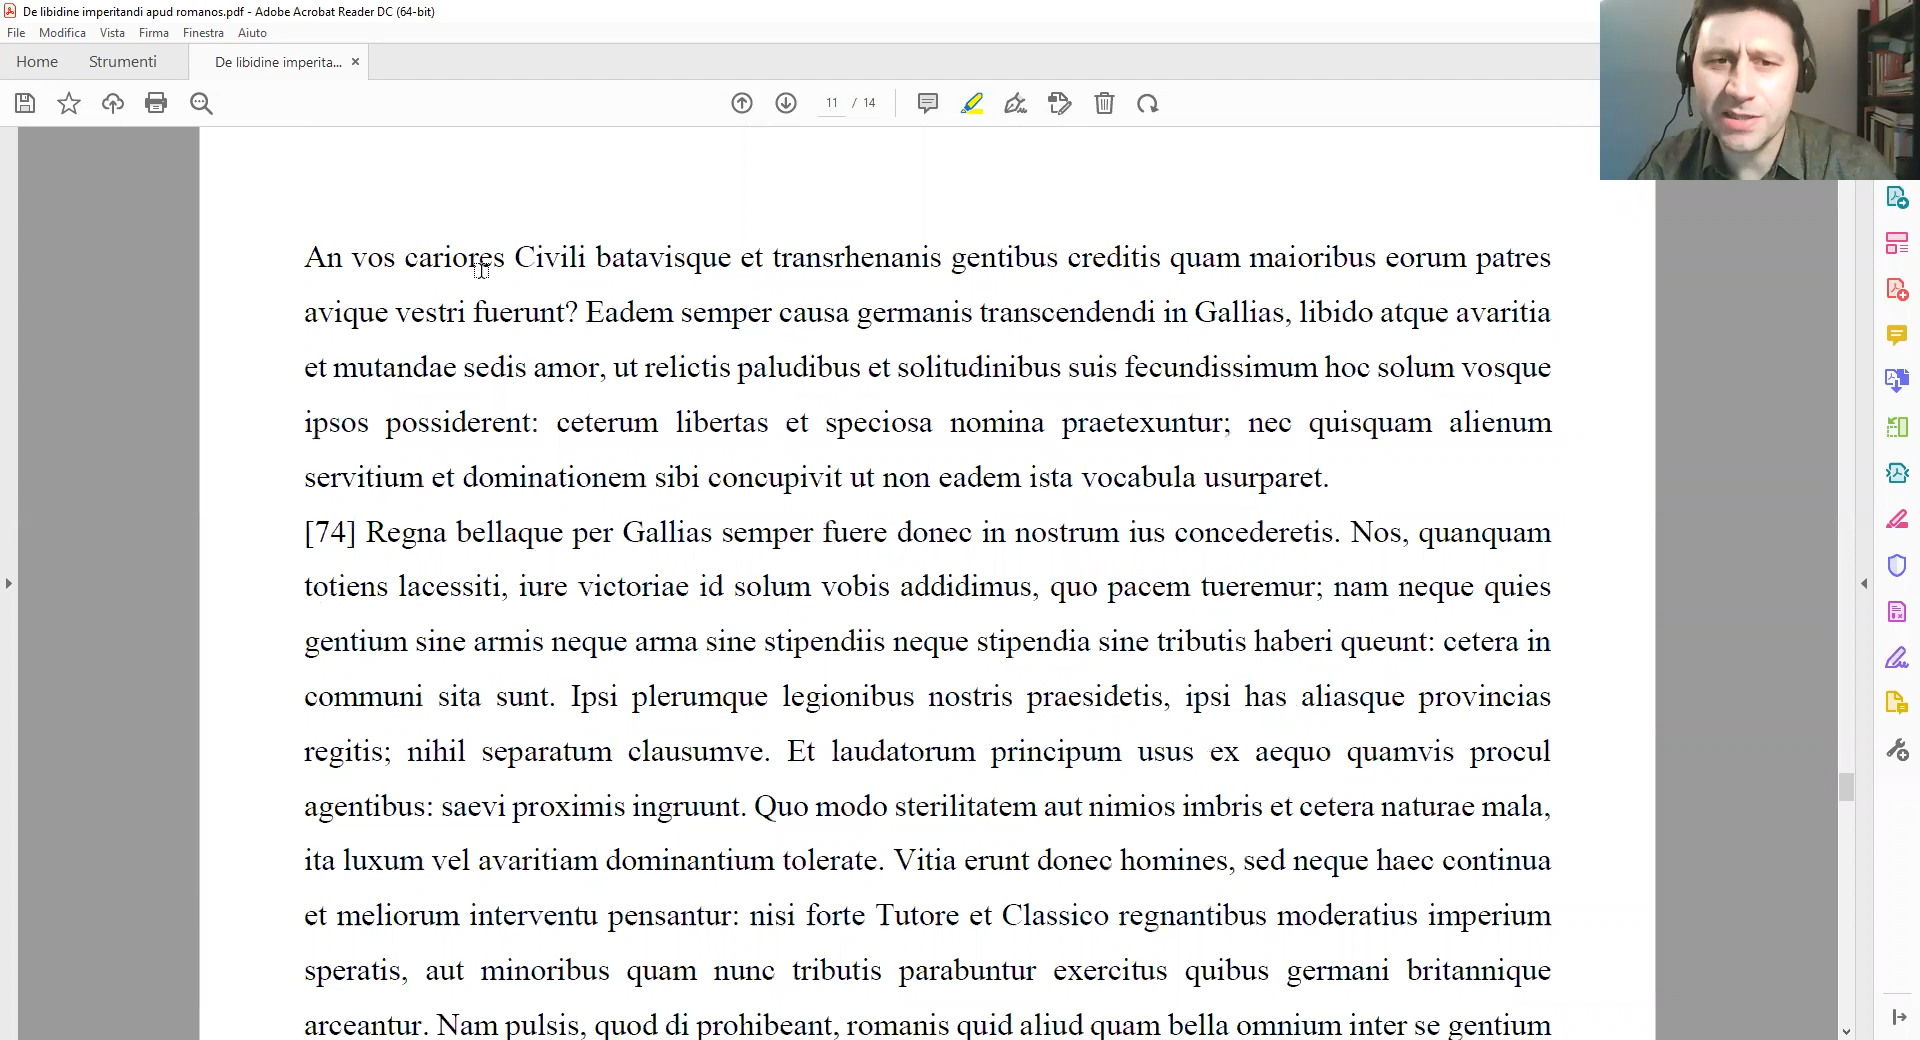 De libidine imperitandi apud romanos.pdf - Adobe Acrobat Reader DC (64-bit)
File Modifica Vista Firma Finestra Aiuto
Home Strumenti De libidine imperita... ×
11 / 14
An vos cariores Civili batavisque et transrhenanis gentibus creditis quam maioribus eorum patres
avique vestri fuerunt? Eadem semper causa germanis transcendendi in Gallias, libido atque avaritia
et mutandae sedis amor, ut relictis paludibus et solitudinibus suis fecundissimum hoc solum vosque
ipsos possiderent: ceterum libertas et speciosa nomina praetexuntur; nec quisquam alienum
servitium et dominationem sibi concupivit ut non eadem ista vocabula usurparet.
[74] Regna bellaque per Gallias semper fuere donec in nostrum ius concederetis. Nos, quanquam
totiens lacessiti, iure victoriae id solum vobis addidimus, quo pacem tueremur; nam neque quies
gentium sine armis neque arma sine stipendiis neque stipendia sine tributis haberi queunt: cetera in
communi sita sunt. Ipsi plerumque legionibus nostris praesidetis, ipsi has aliasque provincias
regitis; nihil separatum clausumve. Et laudatorum principum usus ex aequo quamvis procul
agentibus: saevi proximis ingruunt. Quo modo sterilitatem aut nimios imbris et cetera naturae mala,
ita luxum vel avaritiam dominantium tolerate. Vitia erunt donec homines, sed neque haec continua
et meliorum interventu pensantur: nisi forte Tutore et Classico regnantibus moderatius imperium
speratis, aut minoribus quam nunc tributis parabuntur exercitus quibus germani britannique
arceantur. Nam pulsis, quod di prohibeant, romanis quid aliud quam bella omnium inter se gentium